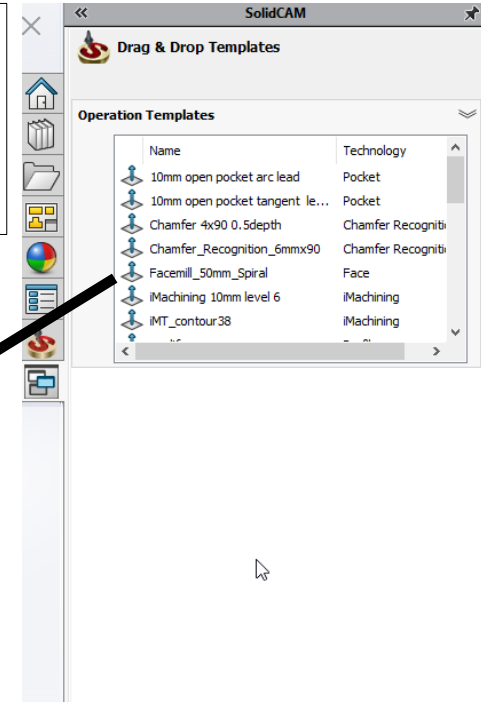 SolidCAM
Drag & Drop Templates
Operation Templates
Name Technology
10mm open pocket arc lead Pocket
10mm open pocket tangent le... Pocket
Chamfer 4x90 0.5depth Chamfer Recogniti
Chamfer_Recognition_6mmx90 Chamfer Recogniti
Facemill_50mm_Spiral Face
iMachining 10mm level 6 iMachining
iMT_contour38 iMachining